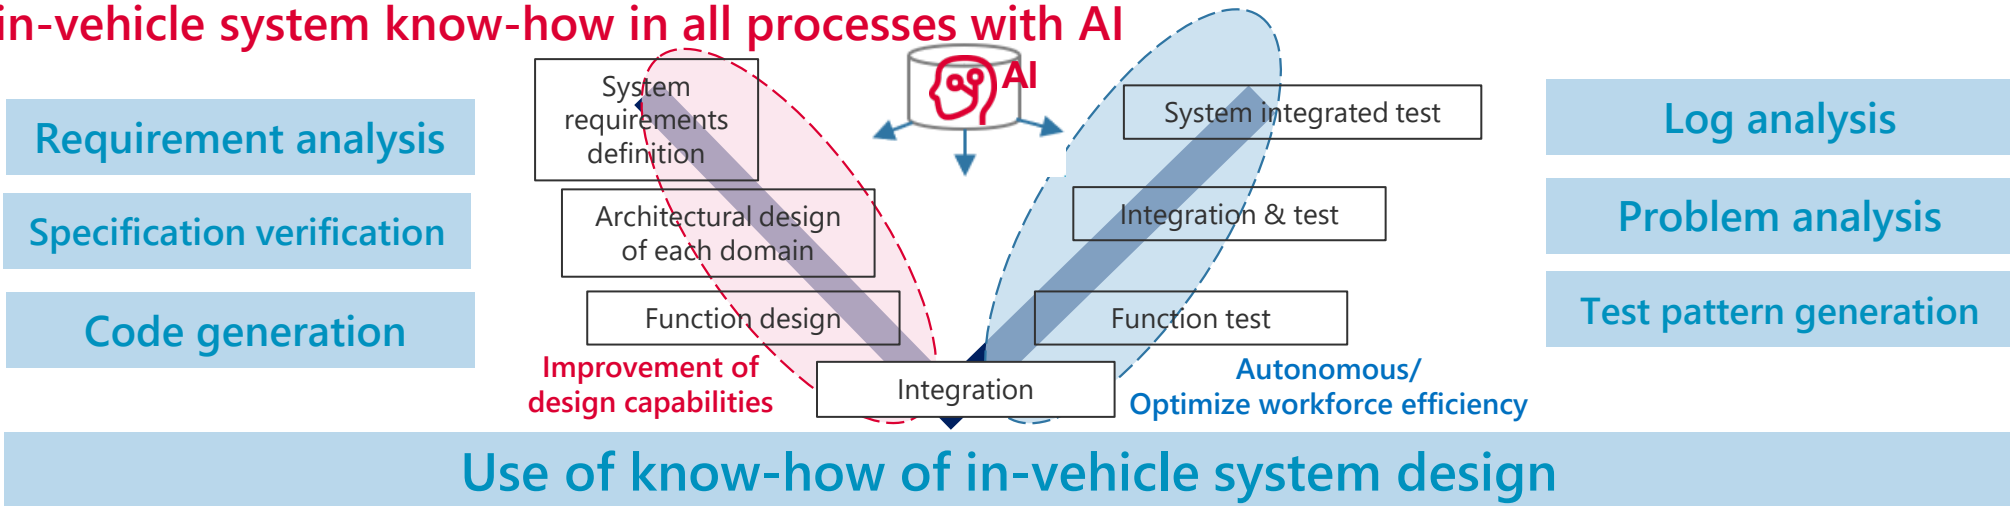 in-vehicle system know-how in all processes with AI
Requirement analysis
Specification verification
Code generation
System
requirements
definition
Architectural design
of each domain
Function design
Improvement of
design capabilities
AI
Integration
System integrated test
Integration & test
Function test
Autonomous/
Optimize workforce efficiency
Log analysis
Problem analysis
Test pattern generation
Use of know-how of in-vehicle system design